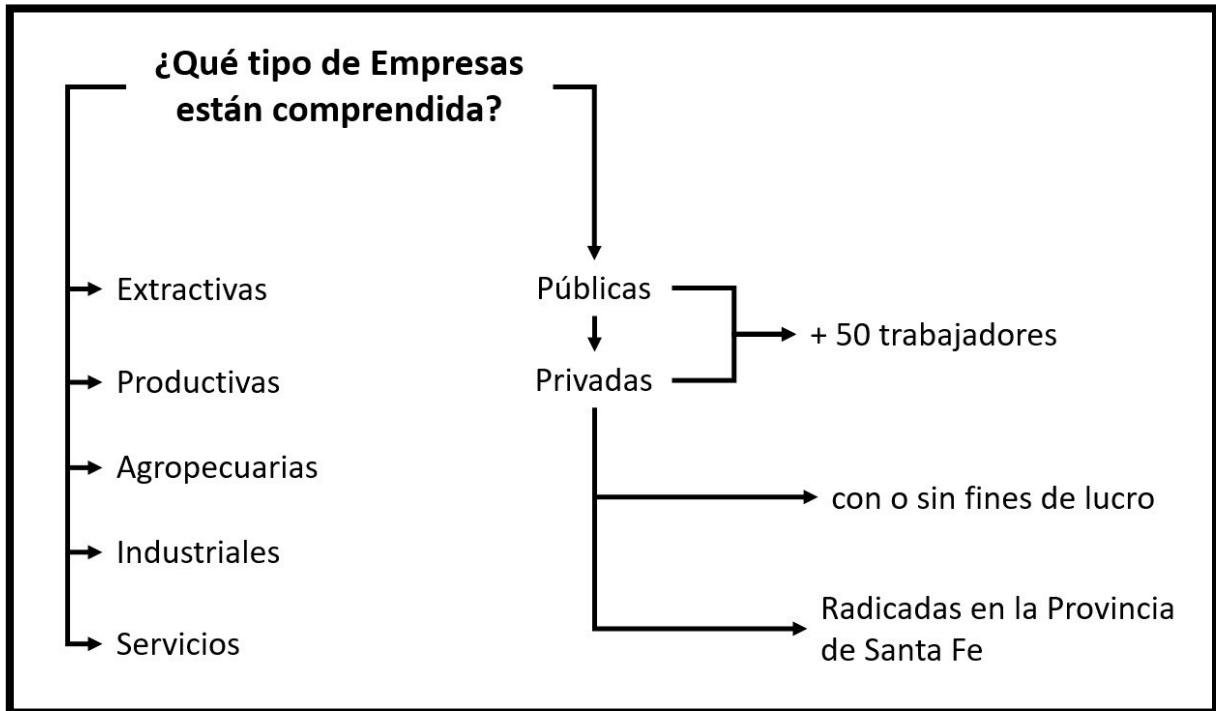 ¿Qué tipo de Empresas
están comprendida?
Extractivas
Productivas
Agropecuarias
Industriales
Servicios
Públicas
Privadas
+ 50 trabajadores
con o sin fines de lucro
Radicadas en la Provincia
de Santa Fe